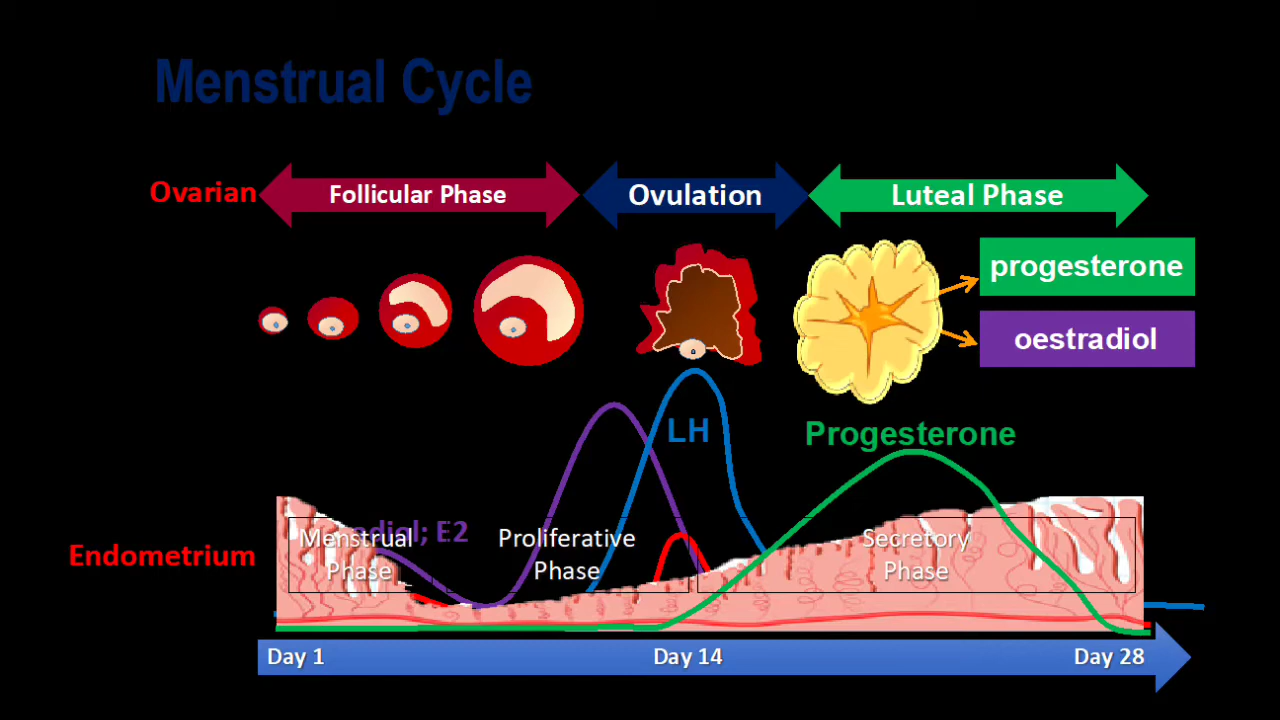 Menstrual Cycle
Ovarian
Follicular Phase
Ovulation
Luteal Phase
progesterone
oestradiol
LH
Progesterone
E2
Menstrual
Phase
Proliferative
Phase
Secretory
Phase
Endometrium
Day 1
Day 14
Day 28